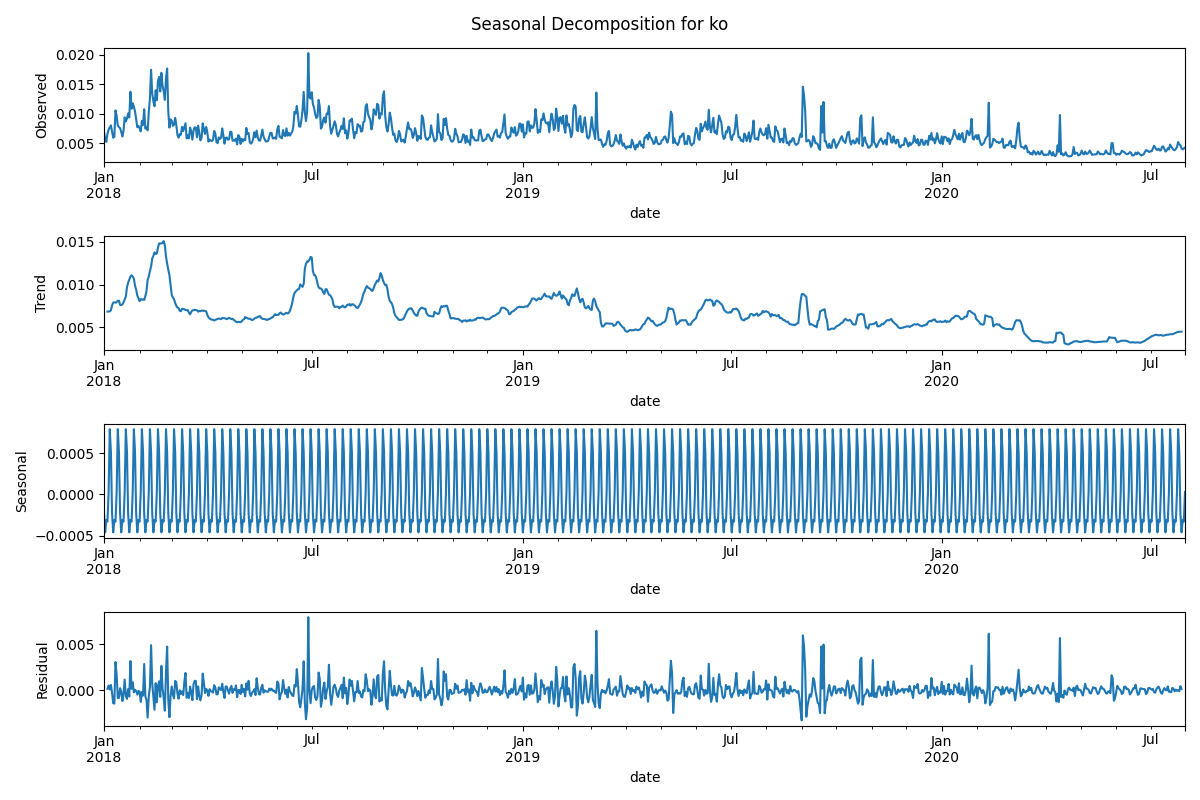 Seasonal Decomposition for ko
Observed
0.020
0.015
0.010
0.005
Jan
2018
Jul
Jan
2019
Jul
Jan
2020
Jul
date
Trend
0.015
0.010
0.005
Jan
2018
Jul
Jan
2019
Jul
Jan
2020
Jul
date
Seasonal
0.0005
0.0000
−0.0005
Jan
2018
Jul
Jan
2019
Jul
Jan
2020
Jul
date
Residual
0.005
0.000
Jan
2018
Jul
Jan
2019
Jul
Jan
2020
Jul
date